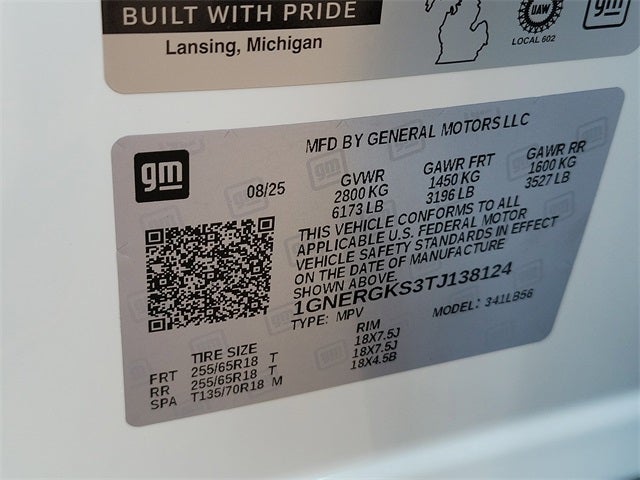 BUILT WITH PRIDE
Lansing, Michigan
UAW
LOCAL 602
gm
gm
MFD BY GENERAL MOTORS LLC
08/25
GVWR GAWR FRT GAWR RR
2800 KG 1450 KG 1600 KG
6173 LB 3196 LB 3527 LB
THIS VEHICLE CONFORMS TO ALL
APPLICABLE U.S. FEDERAL MOTOR
VEHICLE SAFETY STANDARDS IN EFFECT
ON THE DATE OF MANUFACTURE
SHOWN ABOVE.
1GNERGKS3TJ138124
TYPE: MPV MODEL: 341LB56
TIRE SIZE RIM
FRT 255/65R18 T 18X7.5J
RR 255/65R18 T 18X7.5J
SPA T135/70R18 M 18X4.5B